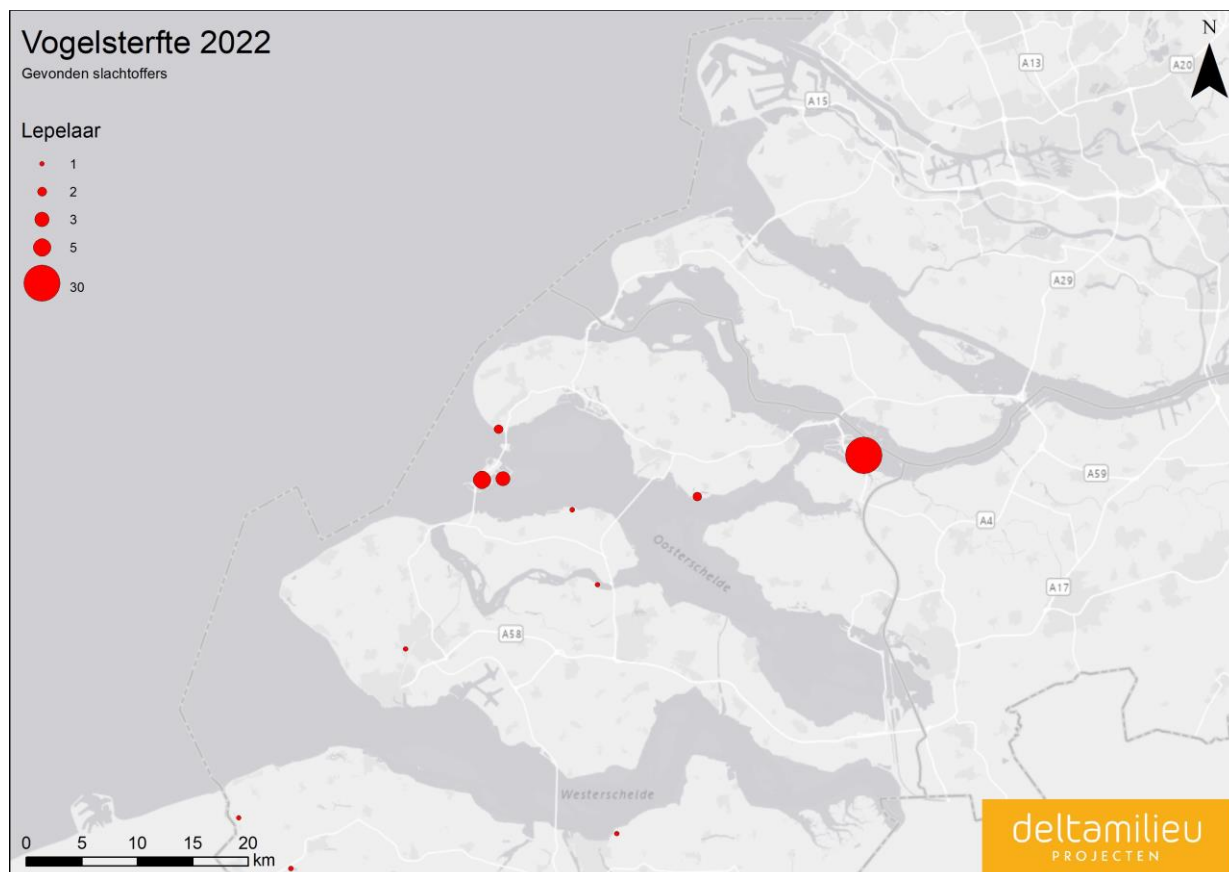 Vogelsterfte 2022
Gevonden slachtoffers
Lepelaar
1
2
3
5
30
N
A13
A20
A15
A29
A59
A4
A17
A58
Oosterschelde
Westerschelde
0 5 10 15 20
km
deltamilieu
PROJECTEN